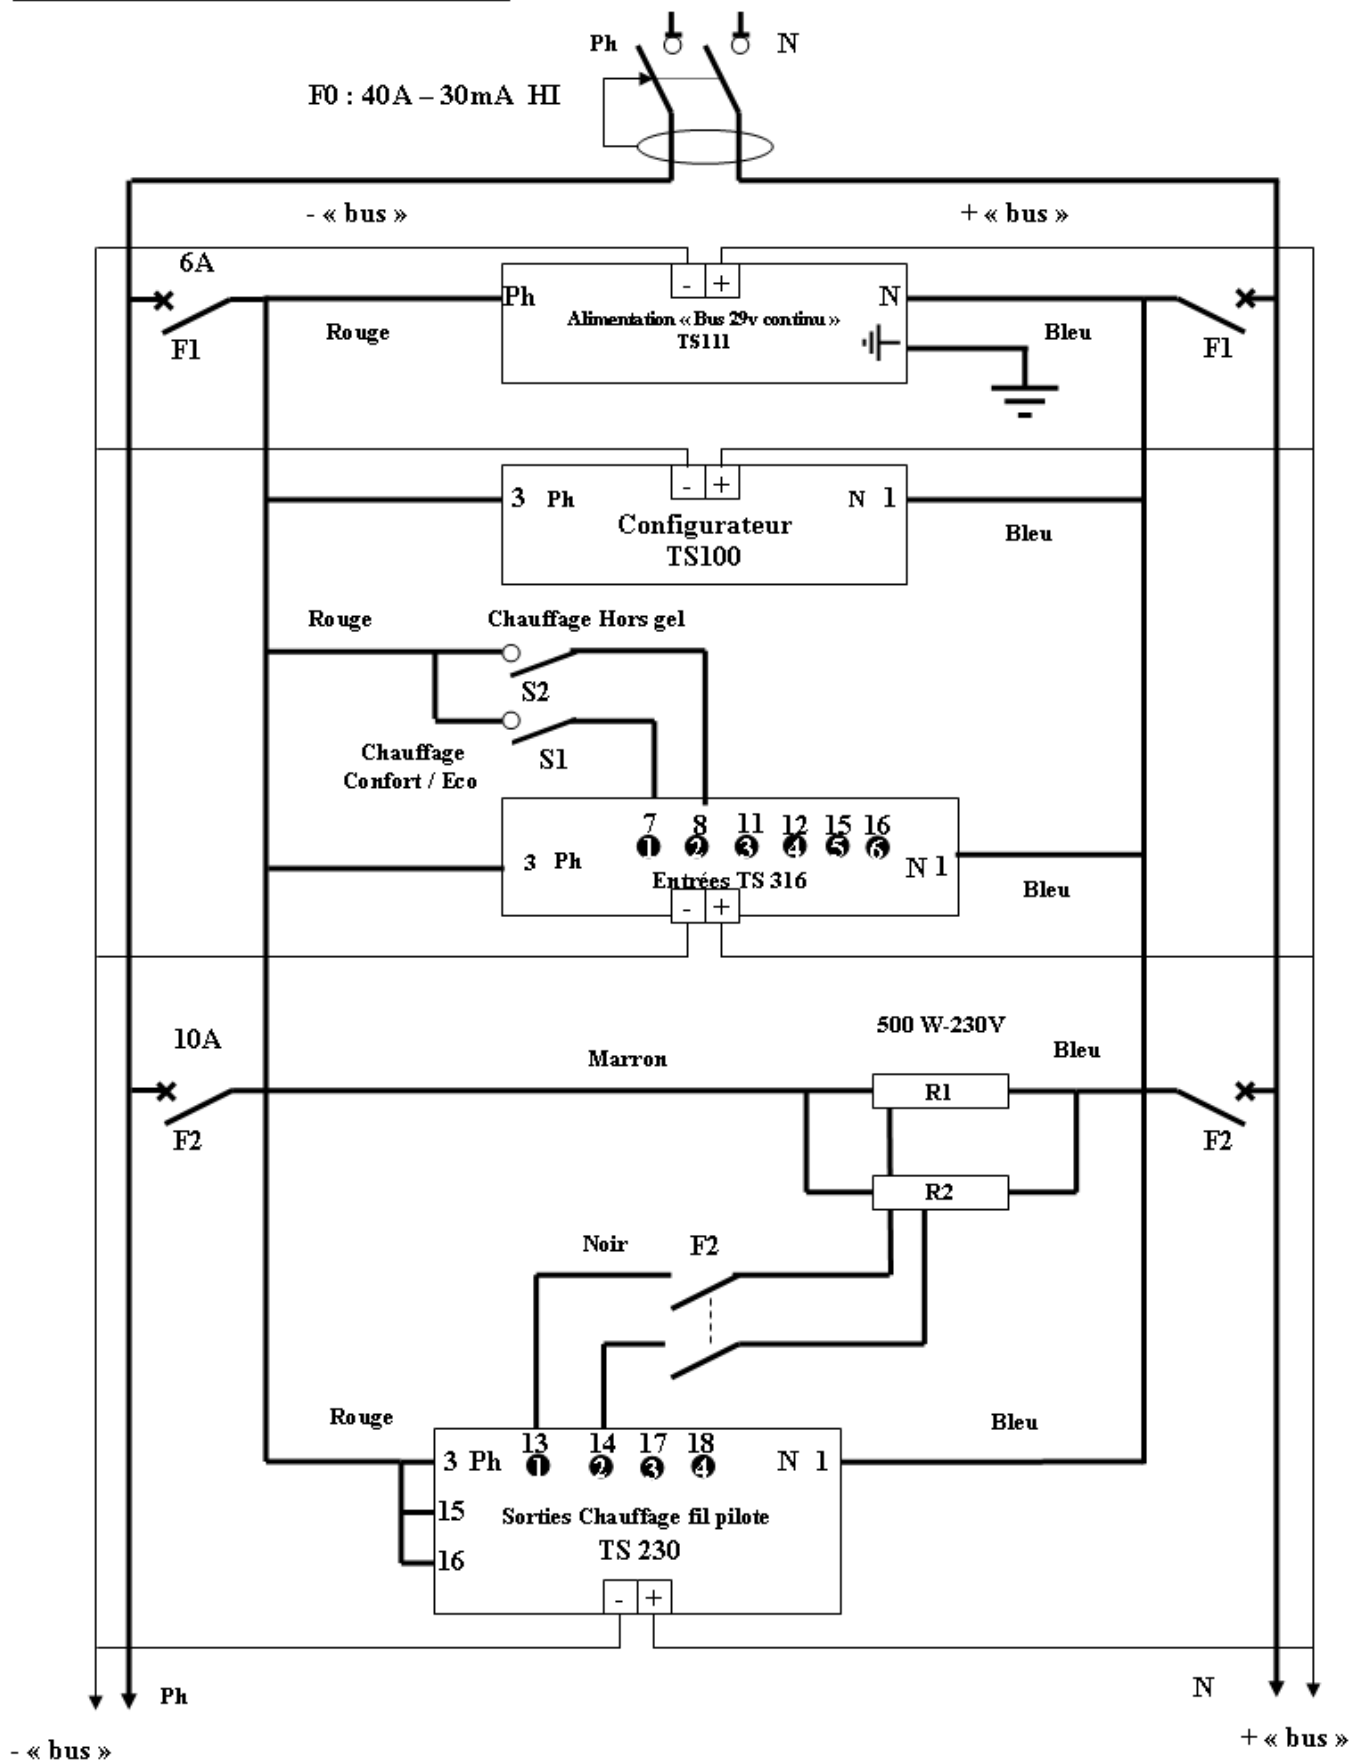 Ph
N
F0 : 40A – 30mA HI
- « bus »
+ « bus »
6A
- +
Ph
N
Alimentation « Bus 29v continu »
TS111
Rouge
Bleu
F1
F1
- +
3 Ph
N 1
Configurateur
TS100
Bleu
Rouge
Chauffage Hors gel
S2
Chauffage
Confort / Eco
S1
7 8 11 12 15 16
1 2 3 4 5 6
3 Ph
N 1
Entrées TS 316
Bleu
- +
500 W-230V
10A
Marron
Bleu
R1
F2
F2
R2
Noir
F2
Rouge
Bleu
13 14 17 18
3 Ph
1 2 3 4
N 1
15
Sorties Chauffage fil pilote
TS 230
16
- +
Ph
N
- « bus »
+ « bus »